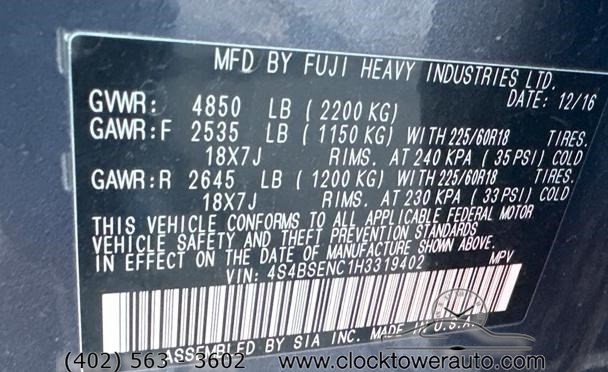 MFD BY FUJI HEAVY INDUSTRIES LTD.
DATE: 12/16
GVWR: 4850 LB (2200 KG)
GAWR:F 2535 LB (1150 KG) WITH 225/60R18 TIRES.
18X7J RIMS. AT 240 KPA (35 PSI) COLD
GAWR:R 2645 LB (1200 KG) WITH 225/60R18 TIRES.
18X7J RIMS. AT 230 KPA (33 PSI) COLD
THIS VEHICLE CONFORMS TO ALL APPLICABLE FEDERAL MOTOR
VEHICLE SAFETY AND THEFT PREVENTION STANDARDS
IN EFFECT ON THE DATE OF MANUFACTURE SHOWN ABOVE.
VIN: 4S4BSENC1H3319402 MPV
ASSEMBLED BY SIA INC. MADE IN U.S.A.
(402) 563 - 3602 www.clocktowerauto.com